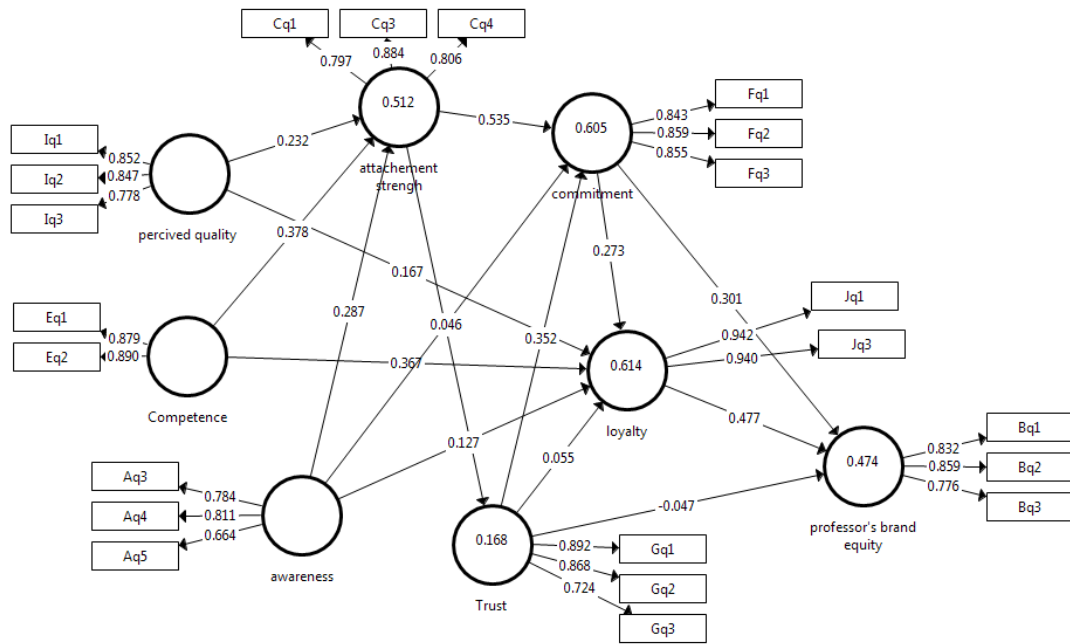 Cq1
Cq3
Cq4
0.797
0.884
0.806
0.512
attachement
strengh
0.535
0.605
commitment
Fq1
0.843
Fq2
0.859
Fq3
0.855
Iq1
0.852
Iq2
0.847
Iq3
0.778
percived quality
0.232
0.378
0.167
0.287
0.046
0.273
0.301
0.352
Eq1
0.879
Eq2
0.890
Competence
0.367
0.127
0.614
loyalty
Jq1
0.942
Jq3
0.940
0.477
0.055
-0.047
Aq3
0.784
Aq4
0.811
Aq5
0.664
awareness
0.168
Trust
0.892
Gq1
0.868
Gq2
0.724
Gq3
0.474
professor's brand
equity
Bq1
0.832
Bq2
0.859
Bq3
0.776